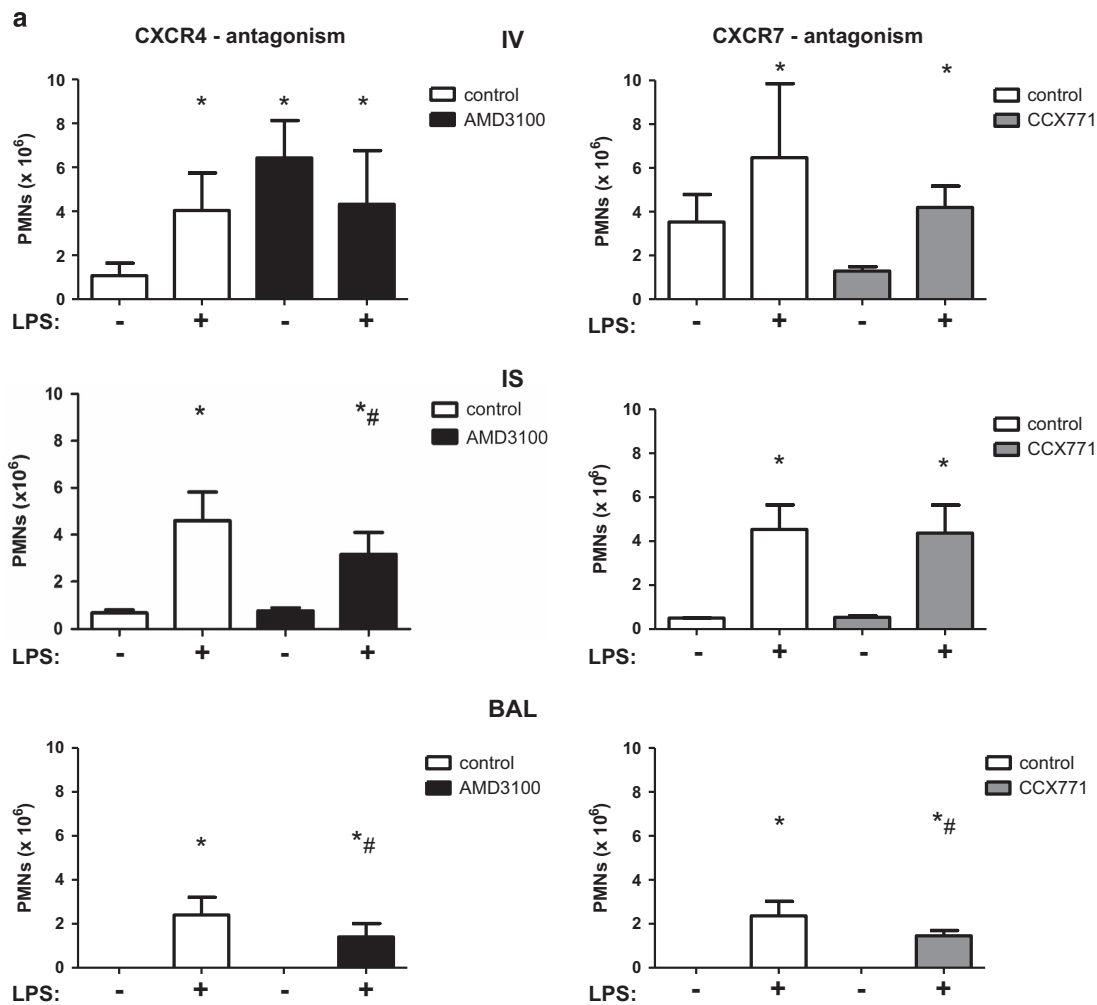 a
CXCR4 - antagonism
IV
CXCR7 - antagonism
10
8
6
4
2
0
PMNs (x 10⁶)
* * *
control
AMD3100
LPS: - + - +
10
8
6
4
2
0
PMNs (x 10⁶)
* *
control
CCX771
LPS: - + - +
IS
10
8
6
4
2
0
PMNs (x10⁶)
* *#
control
AMD3100
LPS: - + - +
10
8
6
4
2
0
PMNs (x 10⁶)
* *
control
CCX771
LPS: - + - +
BAL
10
8
6
4
2
0
PMNs (x 10⁶)
* *#
control
AMD3100
LPS: - + - +
10
8
6
4
2
0
PMNs (x 10⁶)
* *#
control
CCX771
LPS: - + - +